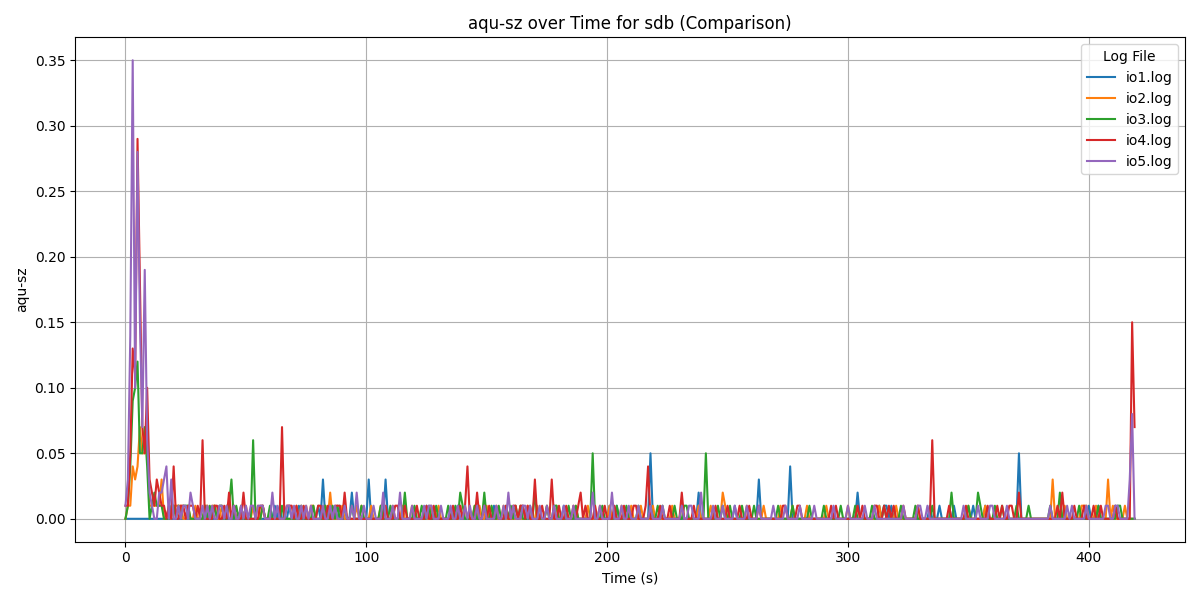 aqu-sz over Time for sdb (Comparison)
Log File
io1.log
io2.log
io3.log
io4.log
io5.log
0.35
0.30
0.25
0.20
0.15
0.10
0.05
0.00
aqu-sz
0
100
200
300
400
Time (s)